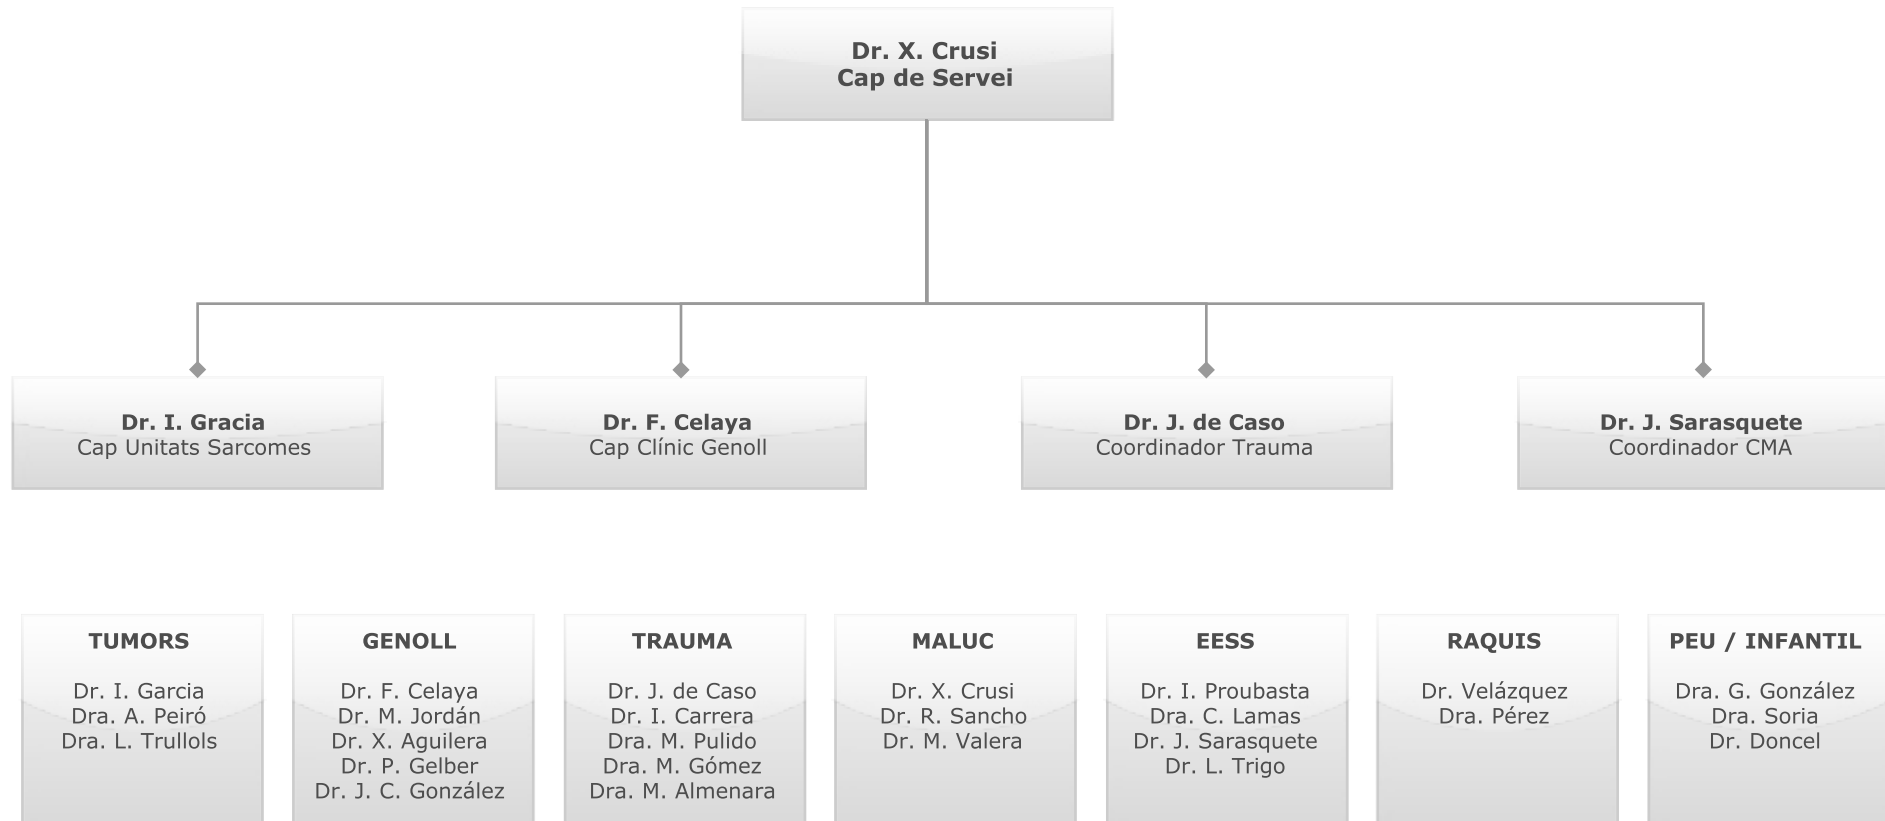 Dr. X. Crusi
Cap de Servei
Dr. I. Gracia
Cap Unitats Sarcomes
Dr. F. Celaya
Cap Clínic Genoll
Dr. J. de Caso
Coordinador Trauma
Dr. J. Sarasquete
Coordinador CMA
TUMORS
Dr. I. Garcia
Dra. A. Peiró
Dra. L. Trullols
GENOLL
Dr. F. Celaya
Dr. M. Jordán
Dr. X. Aguilera
Dr. P. Gelber
Dr. J. C. González
TRAUMA
Dr. J. de Caso
Dr. I. Carrera
Dra. M. Pulido
Dra. M. Gómez
Dra. M. Almenara
MALUC
Dr. X. Crusi
Dr. R. Sancho
Dr. M. Valera
EESS
Dr. I. Proubasta
Dra. C. Lamas
Dr. J. Sarasquete
Dr. L. Trigo
RAQUIS
Dr. Velázquez
Dra. Pérez
PEU / INFANTIL
Dra. G. González
Dra. Soria
Dr. Doncel